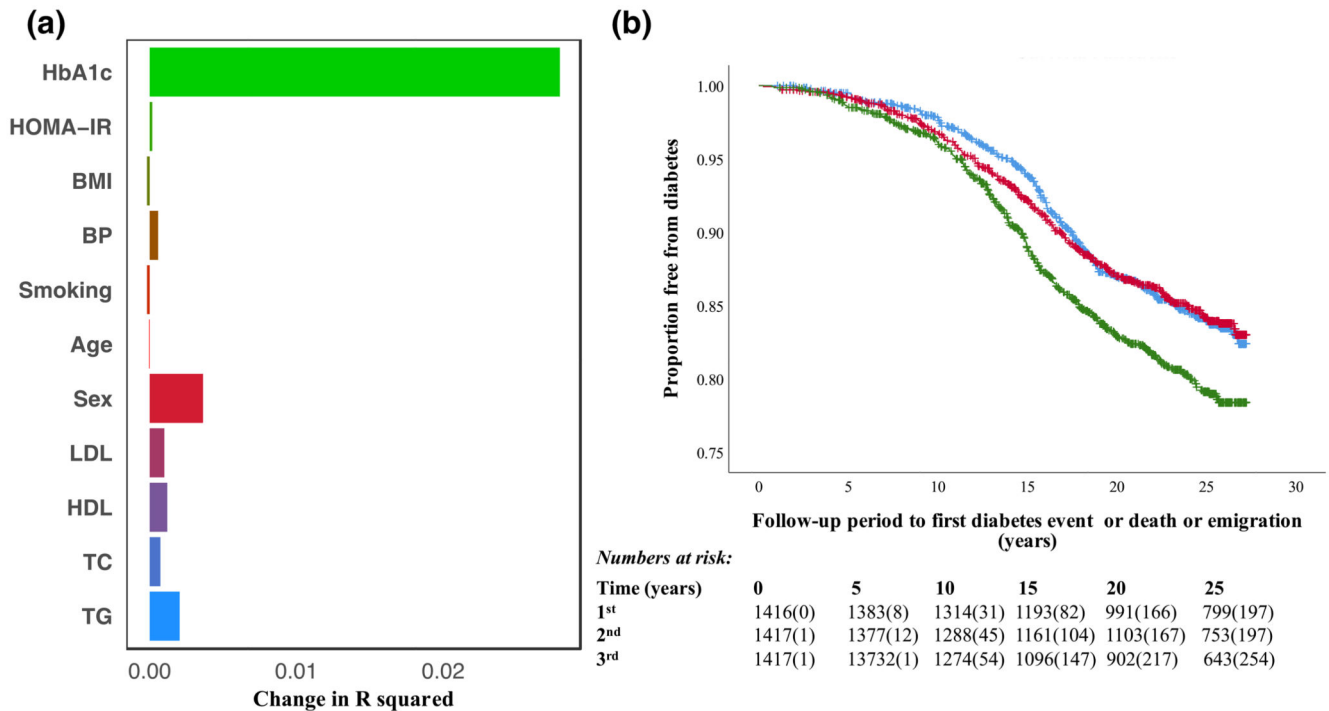 (a)
HbA1c
HOMA-IR
BMI
BP
Smoking
Age
Sex
LDL
HDL
TC
TG
0.00 0.01 0.02
Change in R squared
(b)
Proportion free from diabetes
1.00
0.95
0.90
0.85
0.80
0.75
0 5 10 15 20 25 30
Follow-up period to first diabetes event or death or emigration
(years)
Numbers at risk:
Time (years) 0 5 10 15 20 25
1st 1416(0) 1383(8) 1314(31) 1193(82) 991(166) 799(197)
2nd 1417(1) 1377(12) 1288(45) 1161(104) 1103(167) 753(197)
3rd 1417(1) 13732(1) 1274(54) 1096(147) 902(217) 643(254)